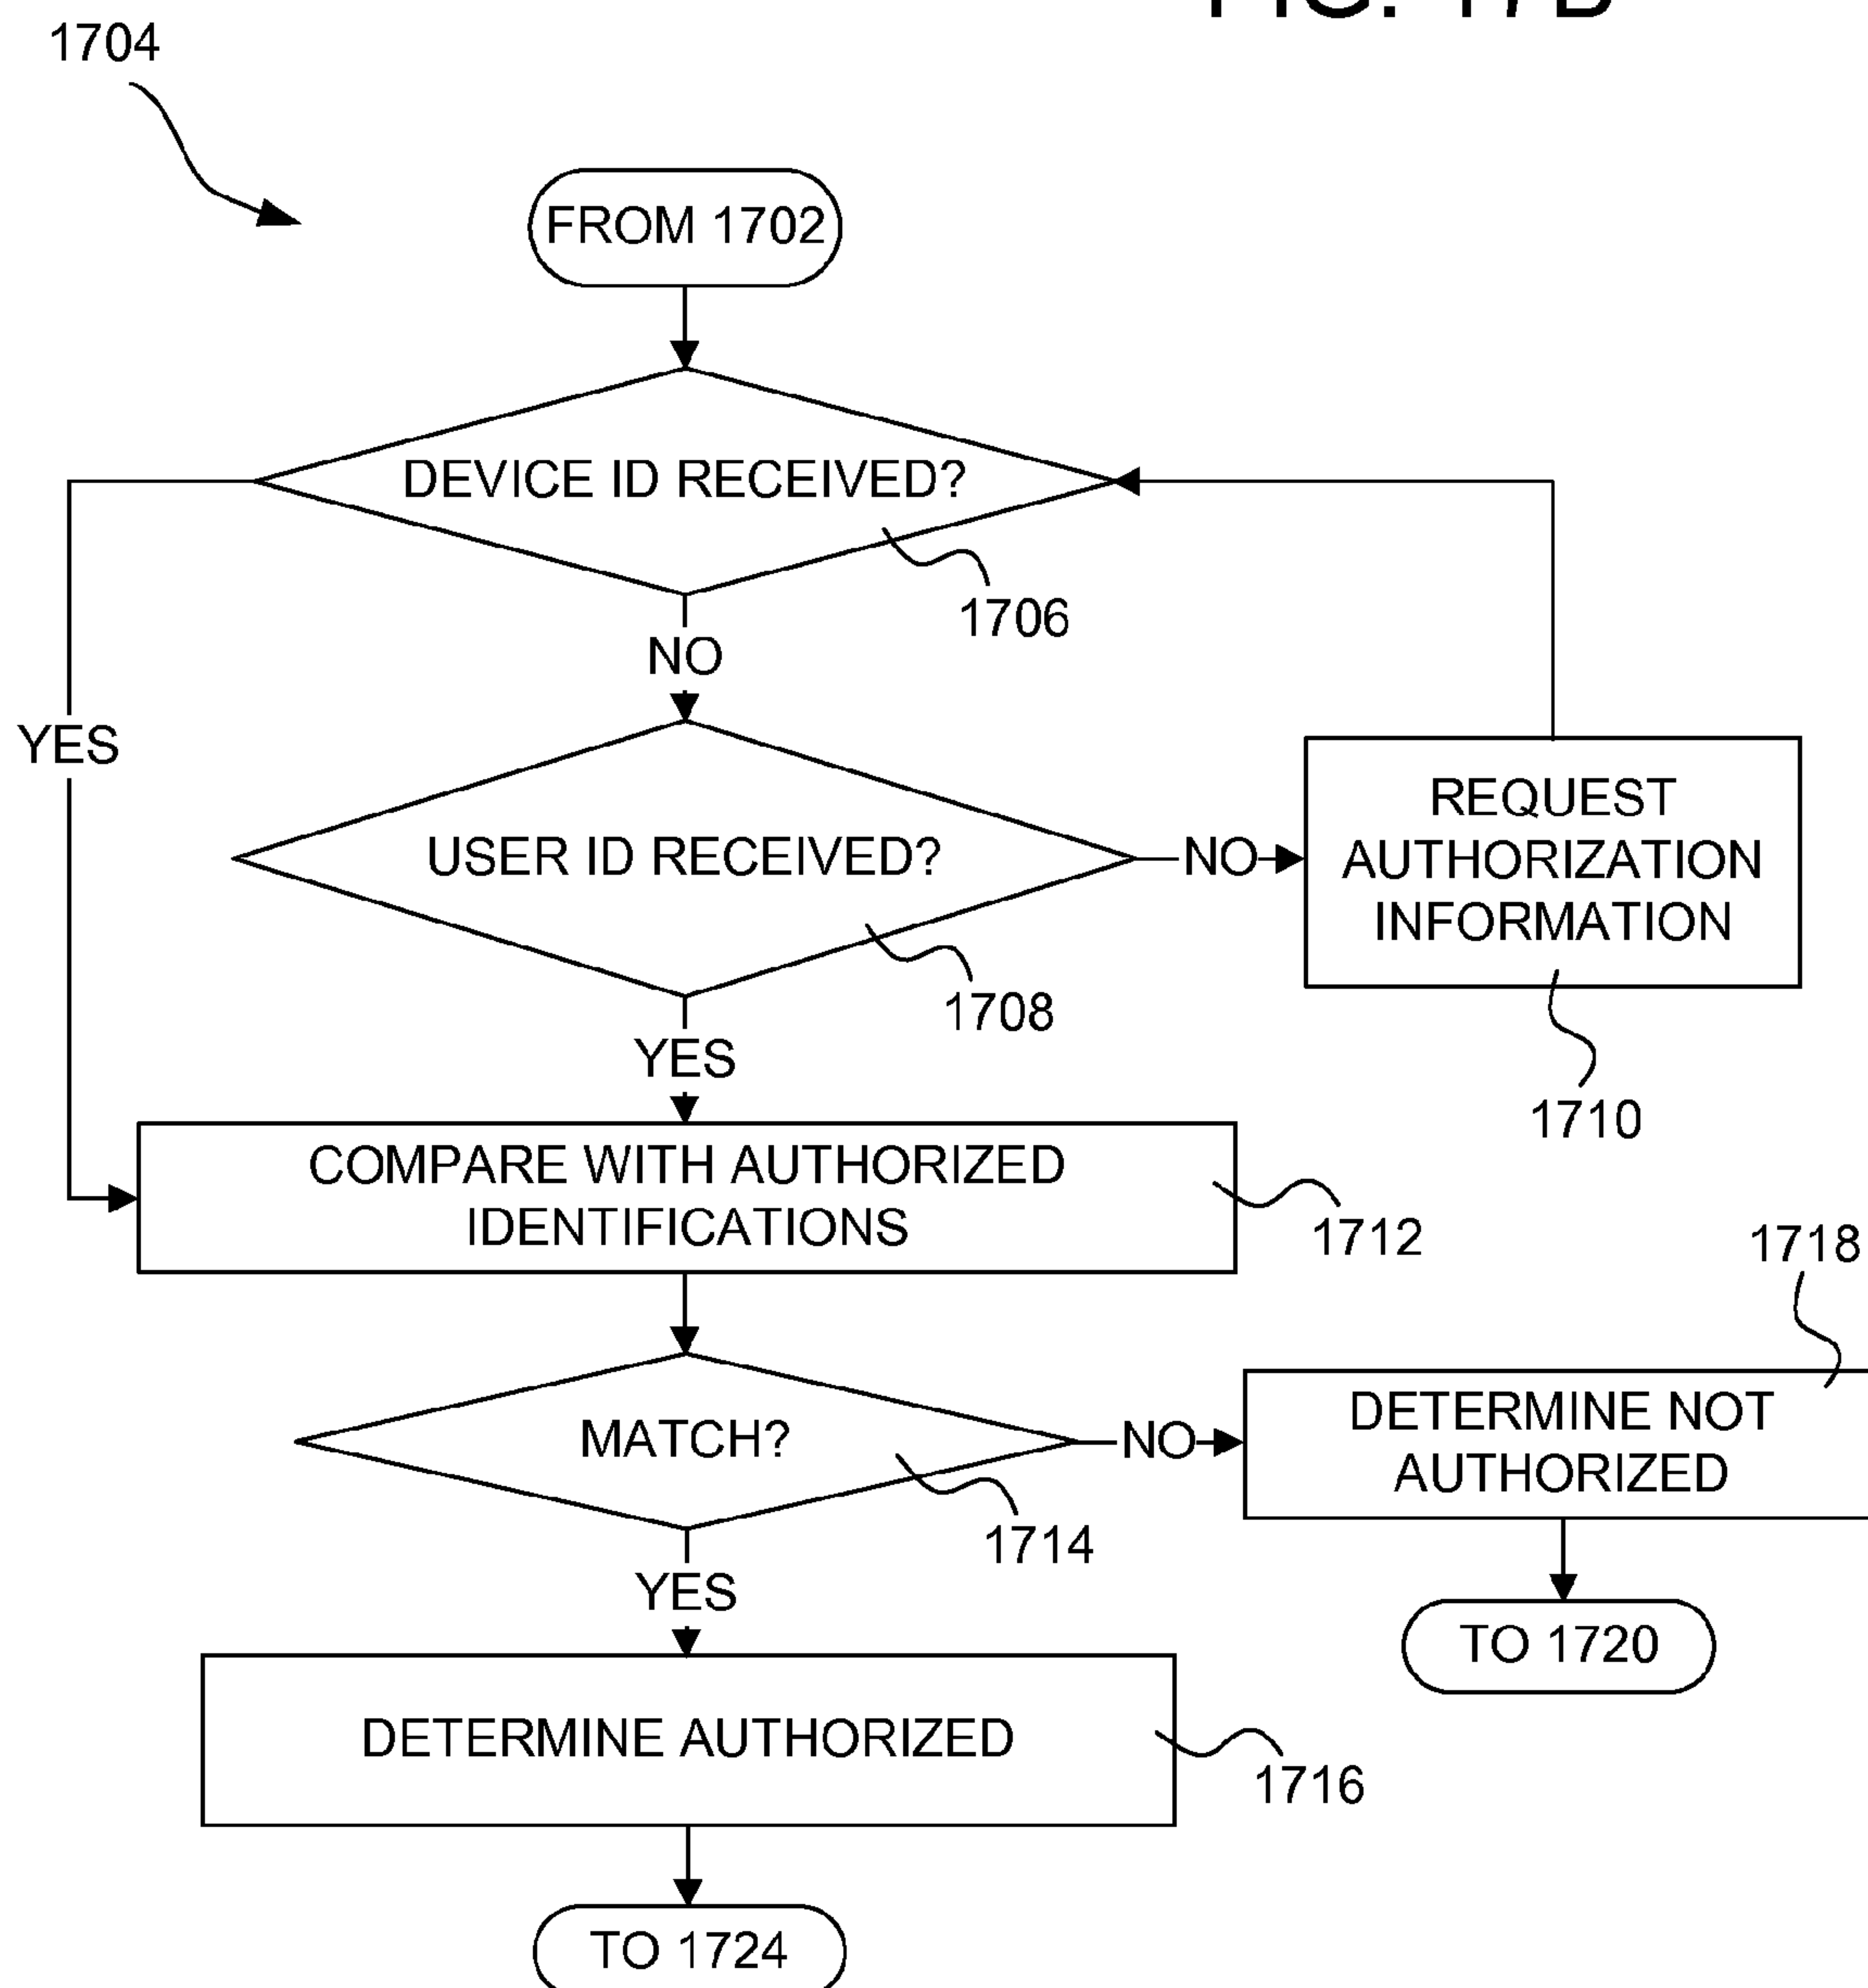 FIG. 17B
1704
FROM 1702
DEVICE ID RECEIVED?
1706
NO
YES
USER ID RECEIVED?
NO
REQUEST
AUTHORIZATION
INFORMATION
1708
1710
YES
COMPARE WITH AUTHORIZED
IDENTIFICATIONS
1712
1718
MATCH?
NO
DETERMINE NOT
AUTHORIZED
1714
YES
TO 1720
DETERMINE AUTHORIZED
1716
TO 1724